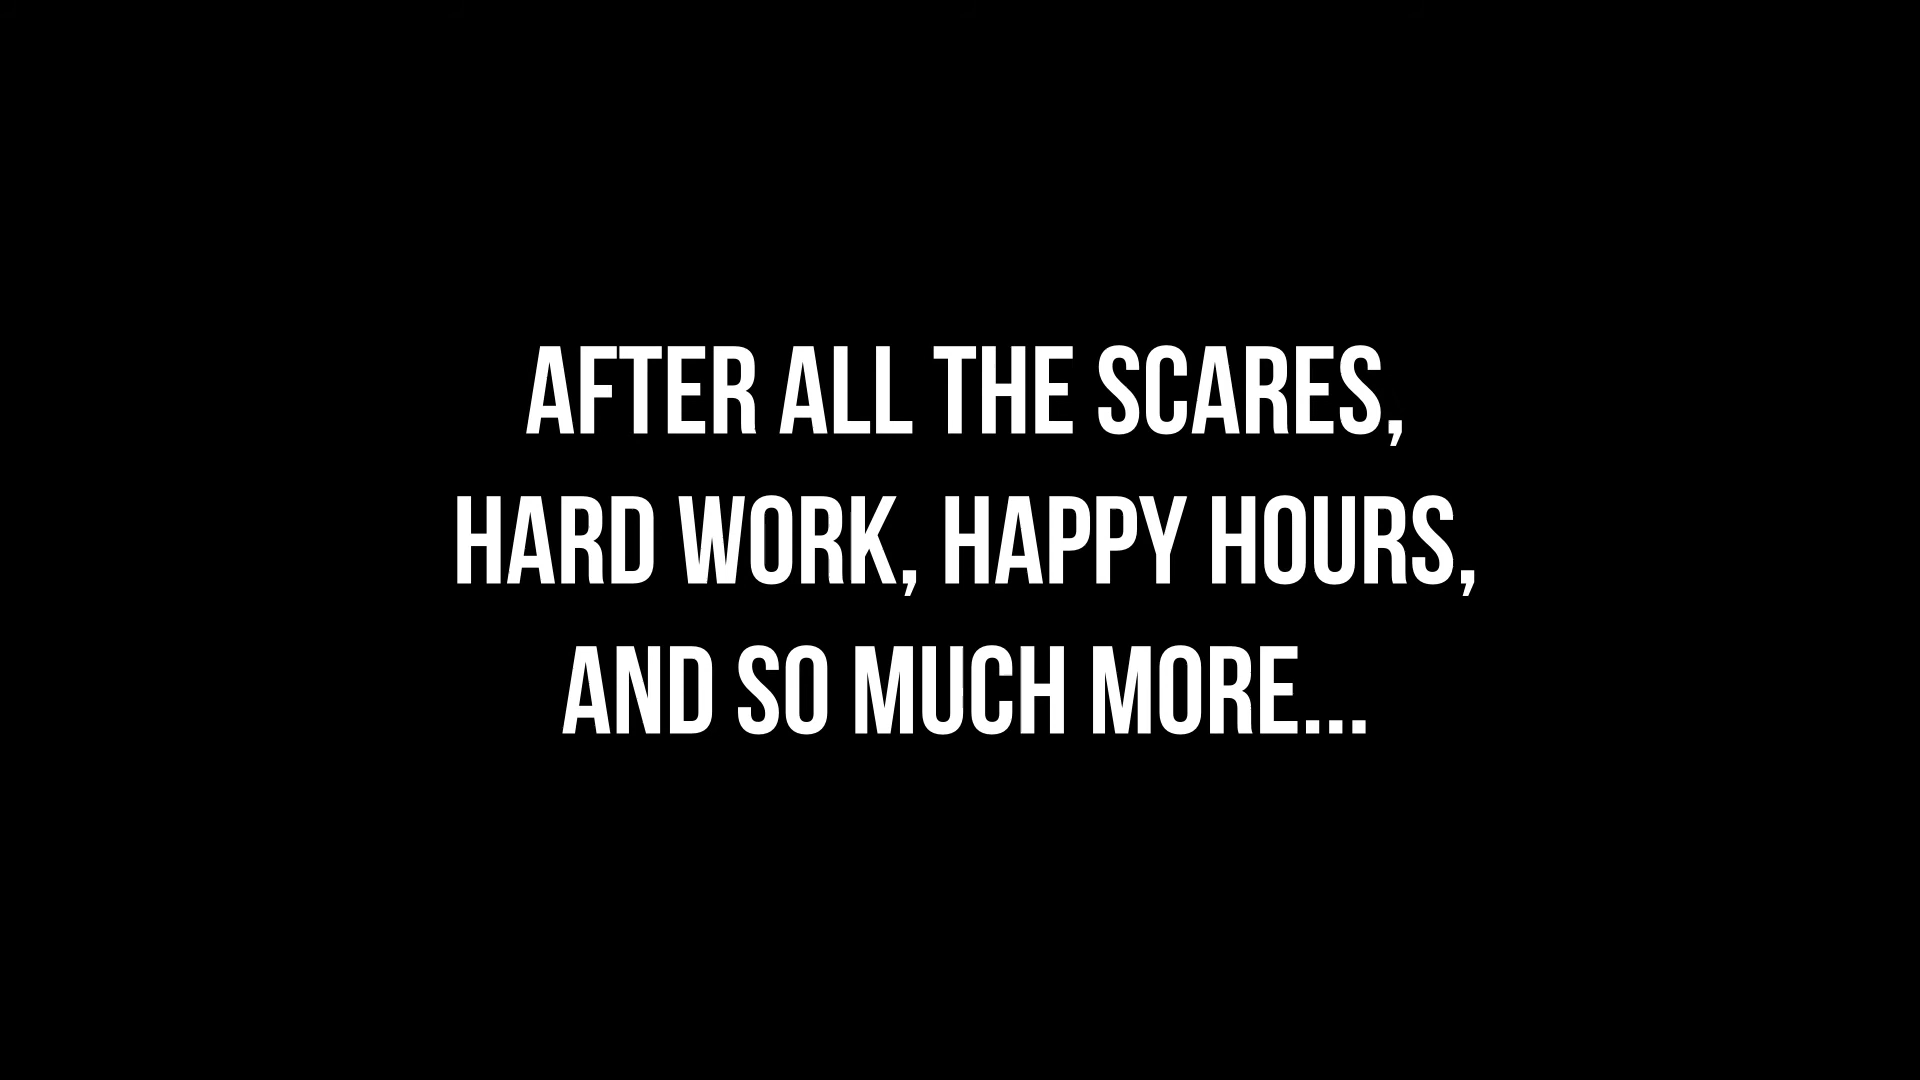 AFTER ALL THE SCARES,
HARD WORK, HAPPY HOURS,
AND SO MUCH MORE...